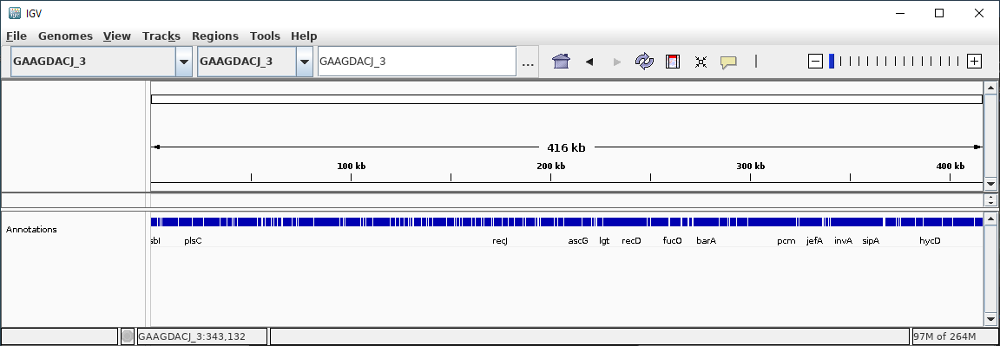 IGV
File Genomes View Tracks Regions Tools Help
GAAGDACJ_3 GAAGDACJ_3 GAAGDACJ_3 ...
416 kb
100 kb 200 kb 300 kb 400 kb
Annotations
sbI plsC recJ ascG lgt recD fucO barA pcm jefA invA sipA hycD
GAAGDACJ_3:343,132 97M of 264M